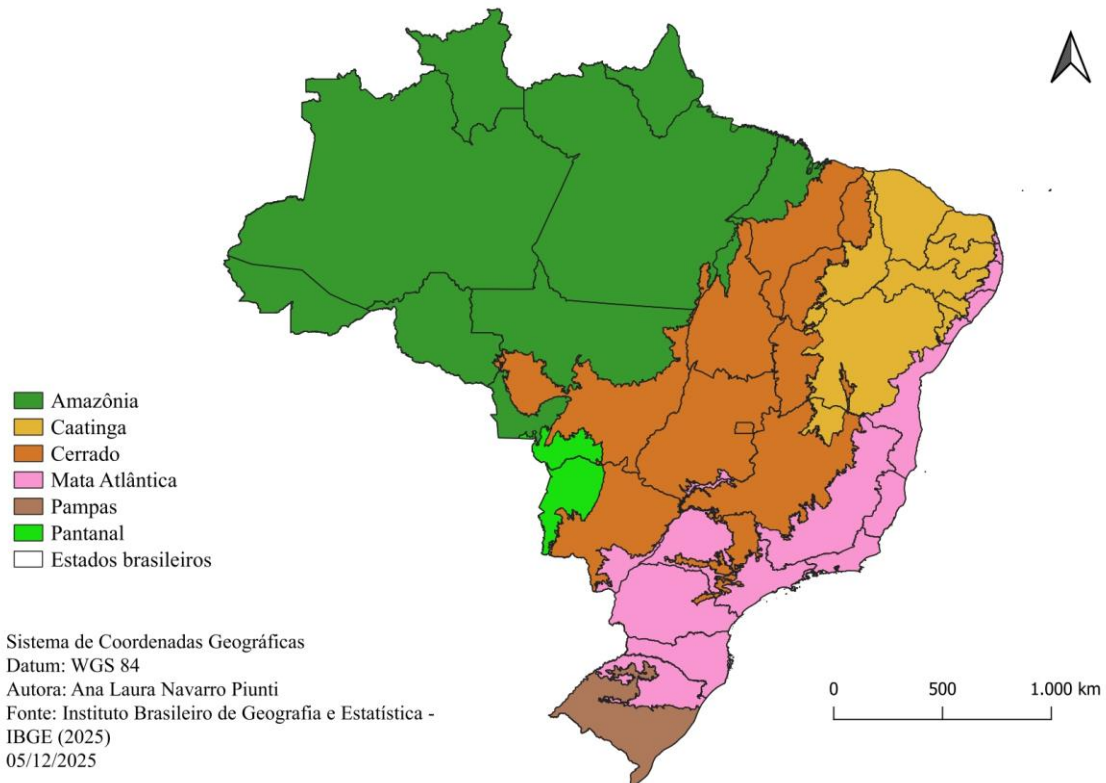 Amazônia
Caatinga
Cerrado
Mata Atlântica
Pampas
Pantanal
Estados brasileiros
Sistema de Coordenadas Geográficas
Datum: WGS 84
Autora: Ana Laura Navarro Piunti
Fonte: Instituto Brasileiro de Geografia e Estatística -
IBGE (2025)
05/12/2025
0 500 1.000 km